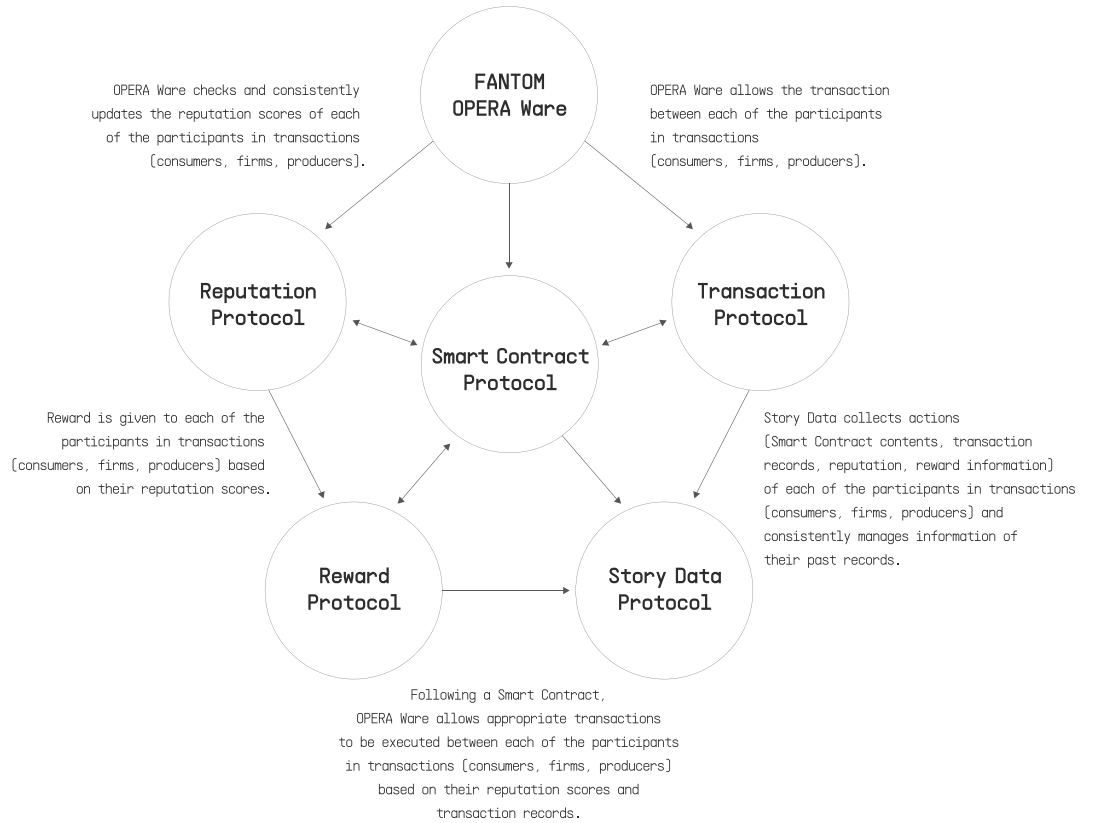 FANTOM
OPERA Ware
OPERA Ware checks and consistently
updates the reputation scores of each
of the participants in transactions
(consumers, firms, producers).
OPERA Ware allows the transaction
between each of the participants
in transactions
(consumers, firms, producers).
Reputation
Protocol
Transaction
Protocol
Smart Contract
Protocol
Reward is given to each of the
participants in transactions
(consumers, firms, producers) based
on their reputation scores.
Story Data collects actions
(Smart Contract contents, transaction
records, reputation, reward information)
of each of the participants in transactions
(consumers, firms, producers) and
consistently manages information of
their past records.
Reward
Protocol
Story Data
Protocol
Following a Smart Contract,
OPERA Ware allows appropriate transactions
to be executed between each of the participants
in transactions (consumers, firms, producers)
based on their reputation scores and
transaction records.